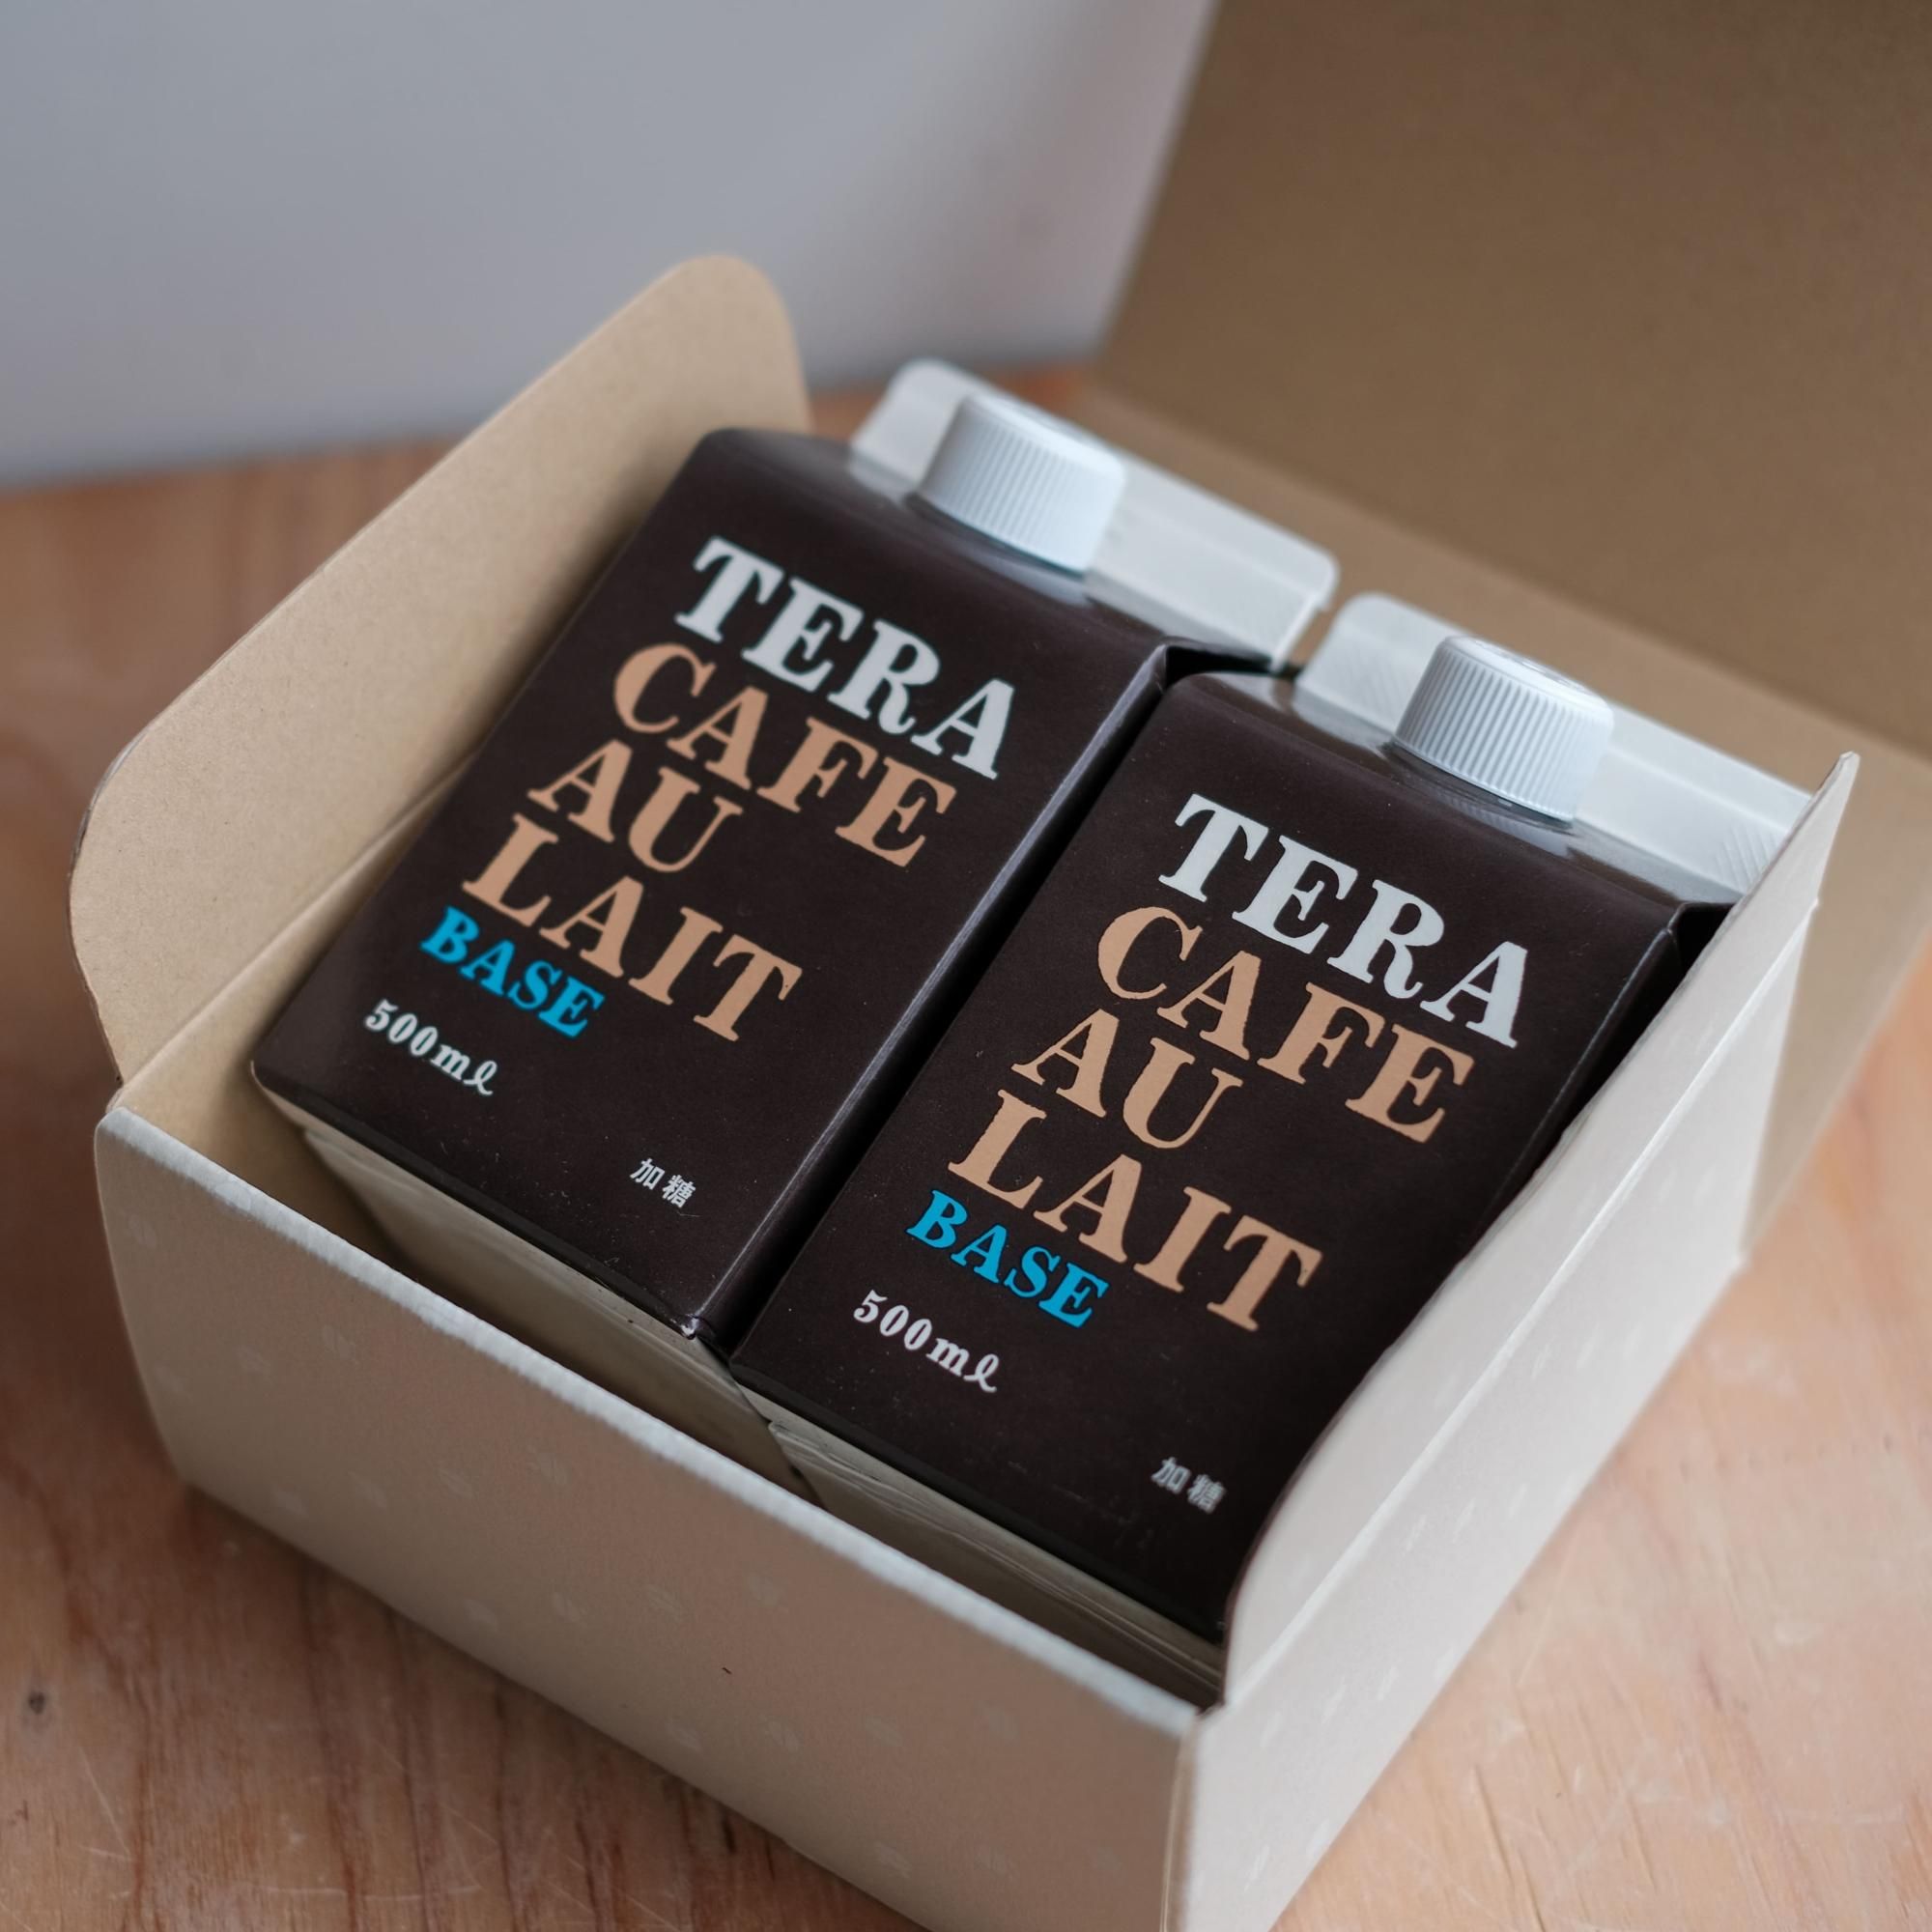 TERA
CAFE
AU
LAIT
BASE
500ml
加糖
TERA
CAFE
AU
LAIT
BASE
500ml
加糖